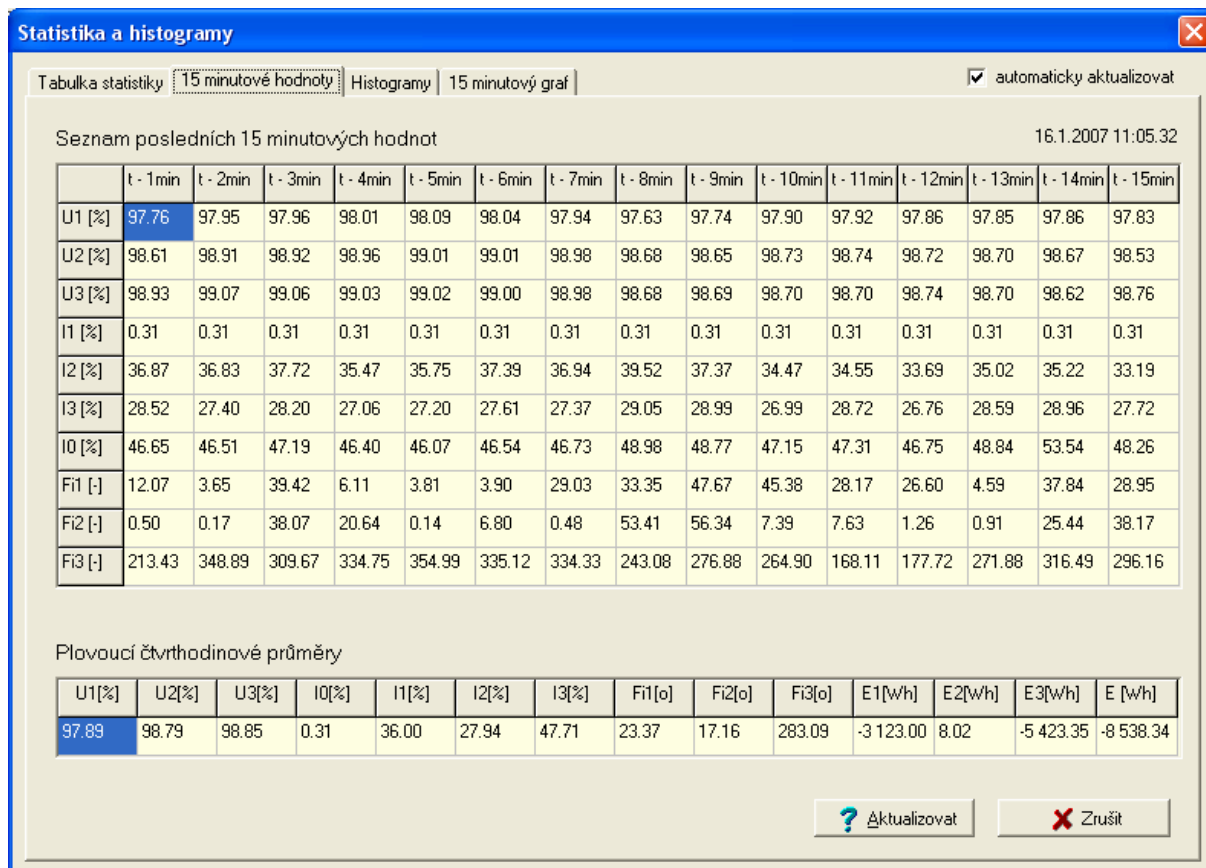 Statistika a histogramy
Tabulka statistiky 15 minutové hodnoty Histogramy 15 minutový graf automaticky aktualizovat
Seznam posledních 15 minutových hodnot 16.1.2007 11:05.32
t - 1min t - 2min t - 3min t - 4min t - 5min t - 6min t - 7min t - 8min t - 9min t - 10min t - 11min t - 12min t - 13min t - 14min t - 15min
U1 [%] 97.76 97.95 97.96 98.01 98.09 98.04 97.94 97.63 97.74 97.90 97.92 97.86 97.85 97.86 97.83
U2 [%] 98.61 98.91 98.92 98.96 99.01 99.01 98.98 98.68 98.65 98.73 98.74 98.72 98.70 98.67 98.53
U3 [%] 98.93 99.07 99.06 99.03 99.02 99.00 98.98 98.68 98.69 98.70 98.70 98.74 98.70 98.62 98.76
I1 [%] 0.31 0.31 0.31 0.31 0.31 0.31 0.31 0.31 0.31 0.31 0.31 0.31 0.31 0.31 0.31
I2 [%] 36.87 36.83 37.72 35.47 35.75 37.39 36.94 39.52 37.37 34.47 34.55 33.69 35.02 35.22 33.19
I3 [%] 28.52 27.40 28.20 27.06 27.20 27.61 27.37 29.05 28.99 26.99 28.72 26.76 28.59 28.96 27.72
I0 [%] 46.65 46.51 47.19 46.40 46.07 46.54 46.73 48.98 48.77 47.15 47.31 46.75 48.84 53.54 48.26
Fi1 [-] 12.07 3.65 39.42 6.11 3.81 3.90 29.03 33.35 47.67 45.38 28.17 26.60 4.59 37.84 28.95
Fi2 [-] 0.50 0.17 38.07 20.64 0.14 6.80 0.48 53.41 56.34 7.39 7.63 1.26 0.91 25.44 38.17
Fi3 [-] 213.43 348.89 309.67 334.75 354.99 335.12 334.33 243.08 276.88 264.90 168.11 177.72 271.88 316.49 296.16
Plovoucí čtvrthodinové průměry
U1[%] U2[%] U3[%] I0[%] I1[%] I2[%] I3[%] Fi1[o] Fi2[o] Fi3[o] E1[Wh] E2[Wh] E3[Wh] E [Wh]
97.89 98.79 98.85 0.31 36.00 27.94 47.71 23.37 17.16 283.09 -3 123.00 8.02 -5 423.35 -8 538.34
Aktualizovat Zrušit